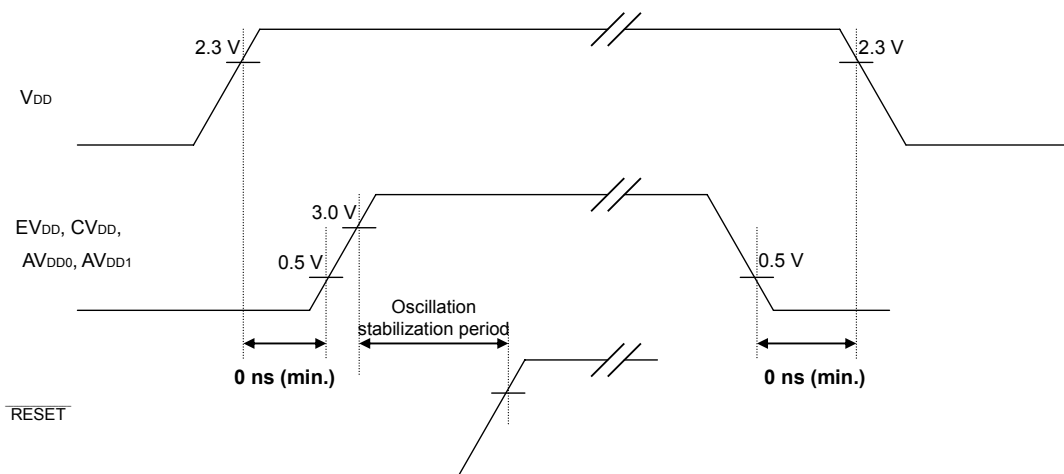 2.3 V
2.3 V
VDD
3.0 V
EVDD, CVDD,
AVDD0, AVDD1
0.5 V
0.5 V
Oscillation
stabilization period
0 ns (min.)
0 ns (min.)
RESET